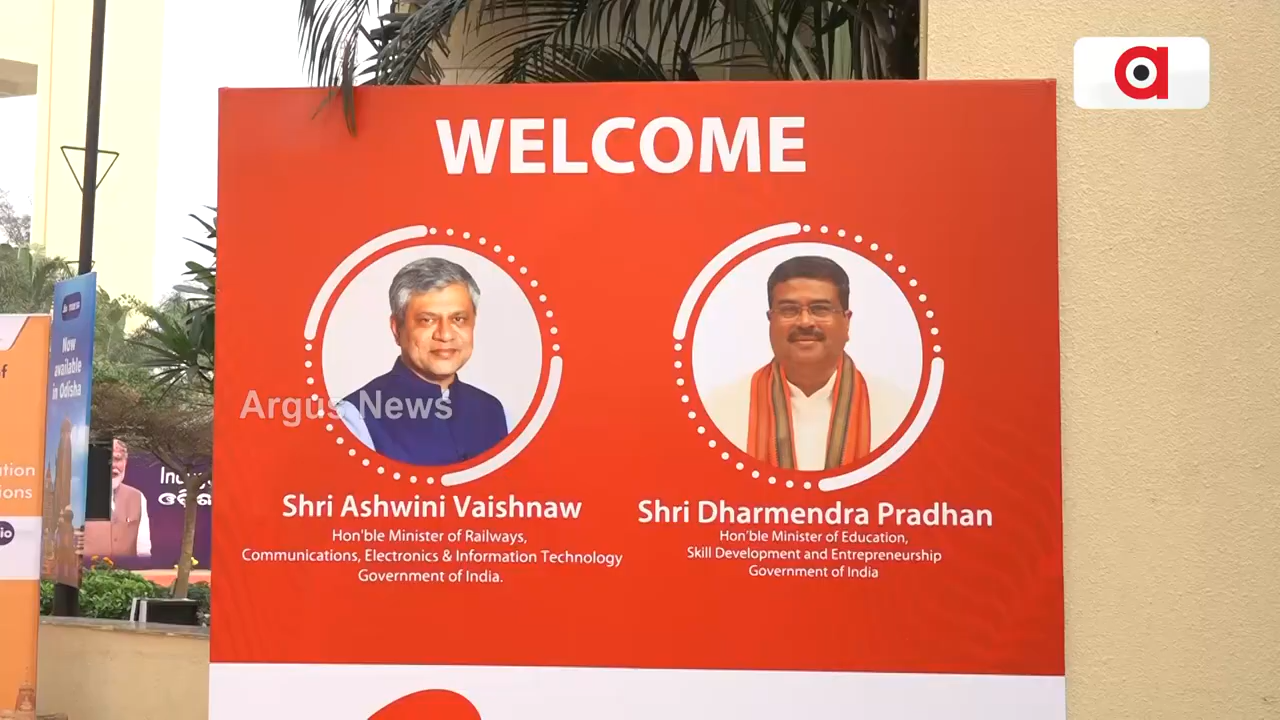 WELCOME
Argus News
Shri Ashwini Vaishnaw
Hon'ble Minister of Railways,
Communications, Electronics & Information Technology
Government of India.
Shri Dharmendra Pradhan
Hon'ble Minister of Education,
Skill Development and Entrepreneurship
Government of India
Now
available
in Odisha